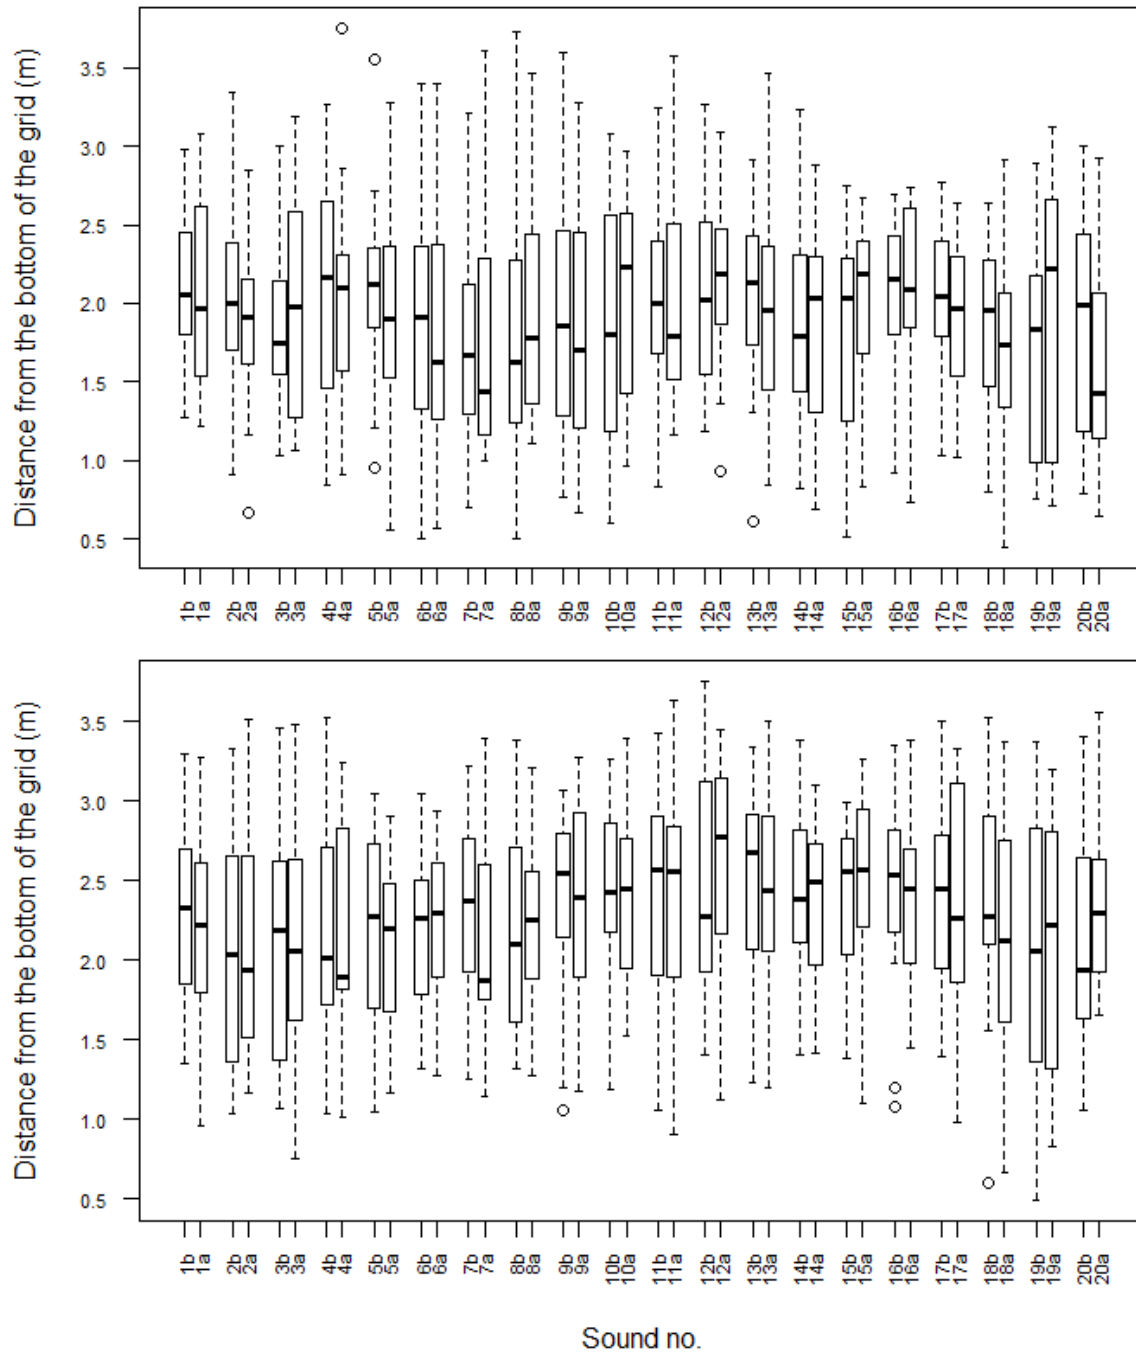 Distance from the bottom of the grid (m)
3.5
3.0
2.5
2.0
1.5
1.0
0.5
1b 1a 2b 2a 3b 3a 4b 4a 5b 5a 6b 6a 7b 7a 8b 8a 9b 9a 10b 10a 11b 11a 12b 12a 13b 13a 14b 14a 15b 15a 16b 16a 17b 17a 18b 18a 19b 19a 20b 20a
Distance from the bottom of the grid (m)
3.5
3.0
2.5
2.0
1.5
1.0
0.5
1b 1a 2b 2a 3b 3a 4b 4a 5b 5a 6b 6a 7b 7a 8b 8a 9b 9a 10b 10a 11b 11a 12b 12a 13b 13a 14b 14a 15b 15a 16b 16a 17b 17a 18b 18a 19b 19a 20b 20a
Sound no.